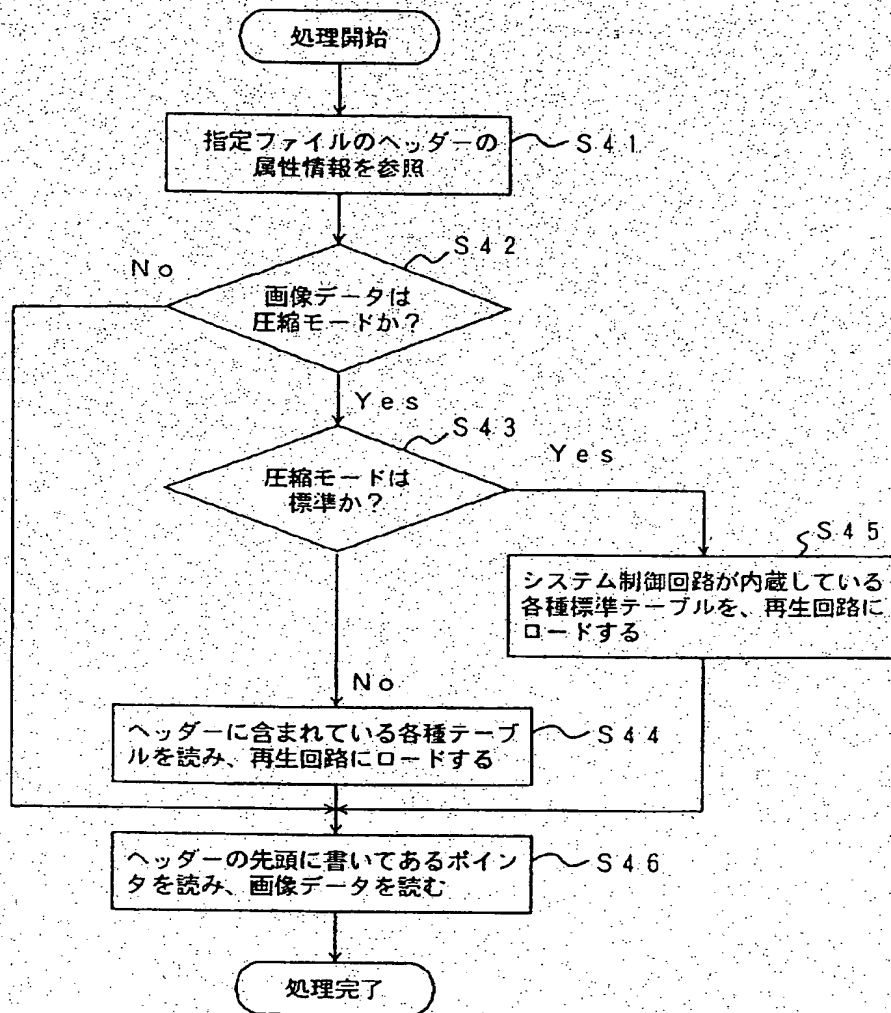 処理開始
指定ファイルのヘッダーの
属性情報を参照
S41
S42
No
画像データは
圧縮モードか?
Yes
S43
Yes
圧縮モードは
標準か?
S45
システム制御回路が内蔵している
各種標準テーブルを、再生回路に
ロードする
No
ヘッダーに含まれている各種テーブ
ルを読み、再生回路にロードする
S44
ヘッダーの先頭に書いてあるポイン
タを読み、画像データを読む
S46
処理完了